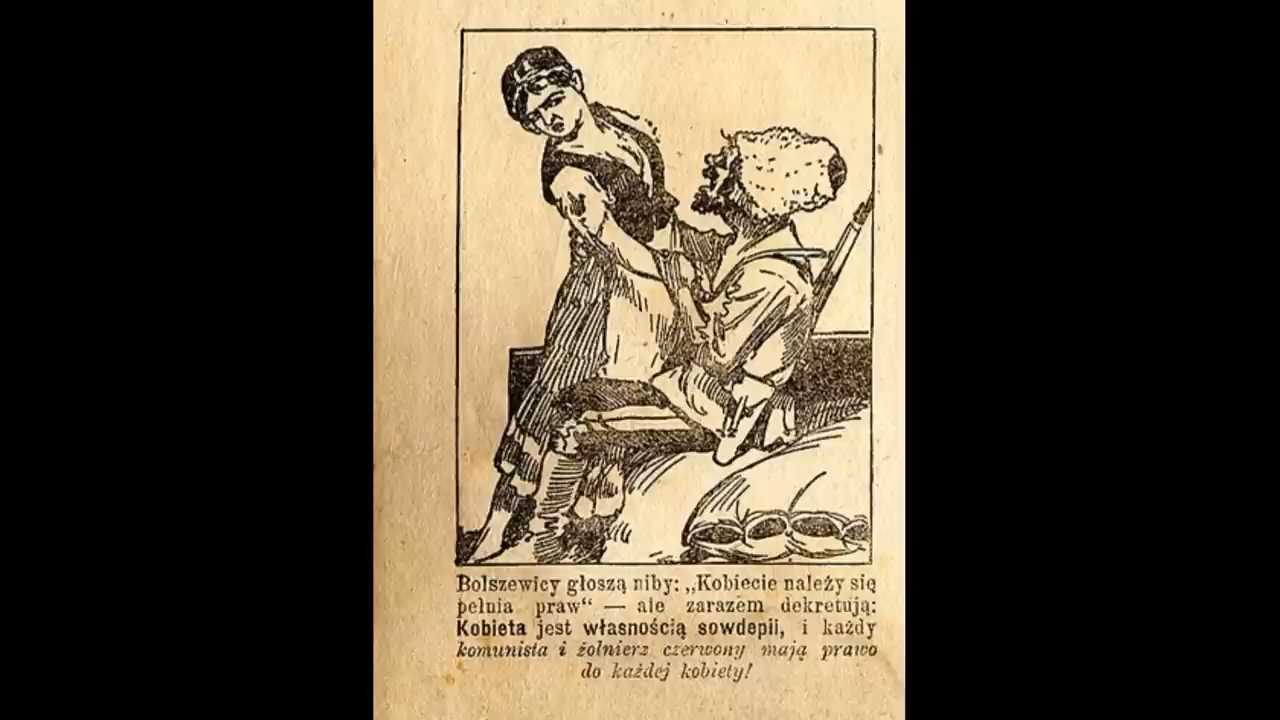 Bolszewicy głoszą niby: „Kobiecie należy się
pełnia praw“ — ale zarazem dekretują:
Kobieta jest własnością sowdepii, i każdy
komunista i żołnierz czerwony mają prawo
do każdej kobiety!